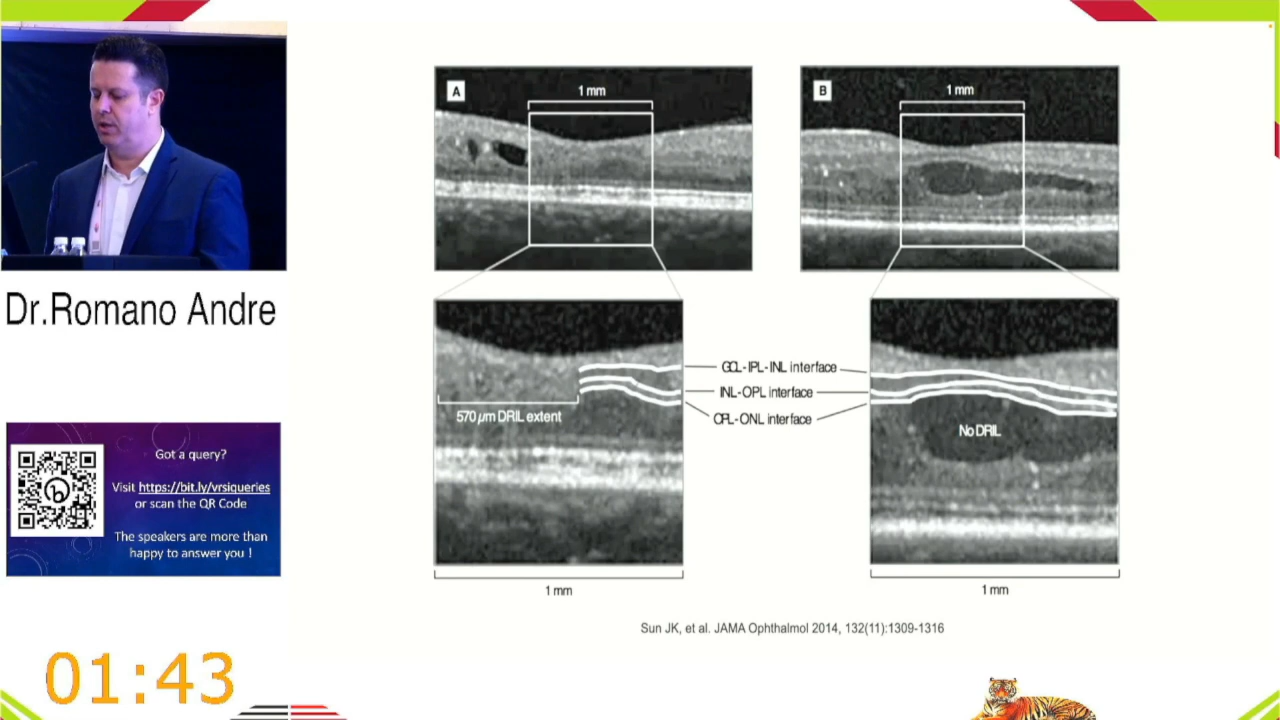 A
1 mm
B
1 mm
Dr.Romano Andre
GCL-IPL-INL interface
INL-OPL interface
OPL-ONL interface
570 µm DRIL extent
No DRIL
1 mm
1 mm
Got a query?
Visit https://bit.ly/vrsiqueries
or scan the QR Code
The speakers are more than
happy to answer you !
Sun JK, et al. JAMA Ophthalmol 2014, 132(11):1309-1316
01:43